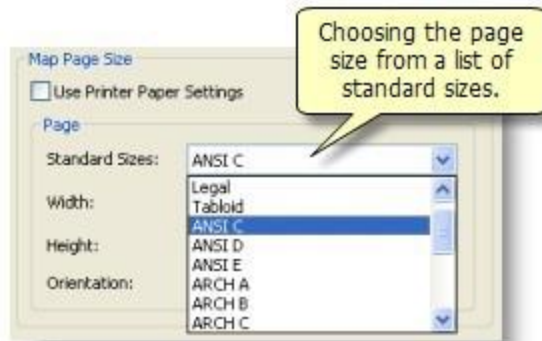 Choosing the page
size from a list of
standard sizes.
Map Page Size
Use Printer Paper Settings
Page
Standard Sizes: ANSI C
Legal
Width:
Tabloid
ANSI C
Height:
ANSI D
ANSI E
Orientation:
ARCH A
ARCH B
ARCH C